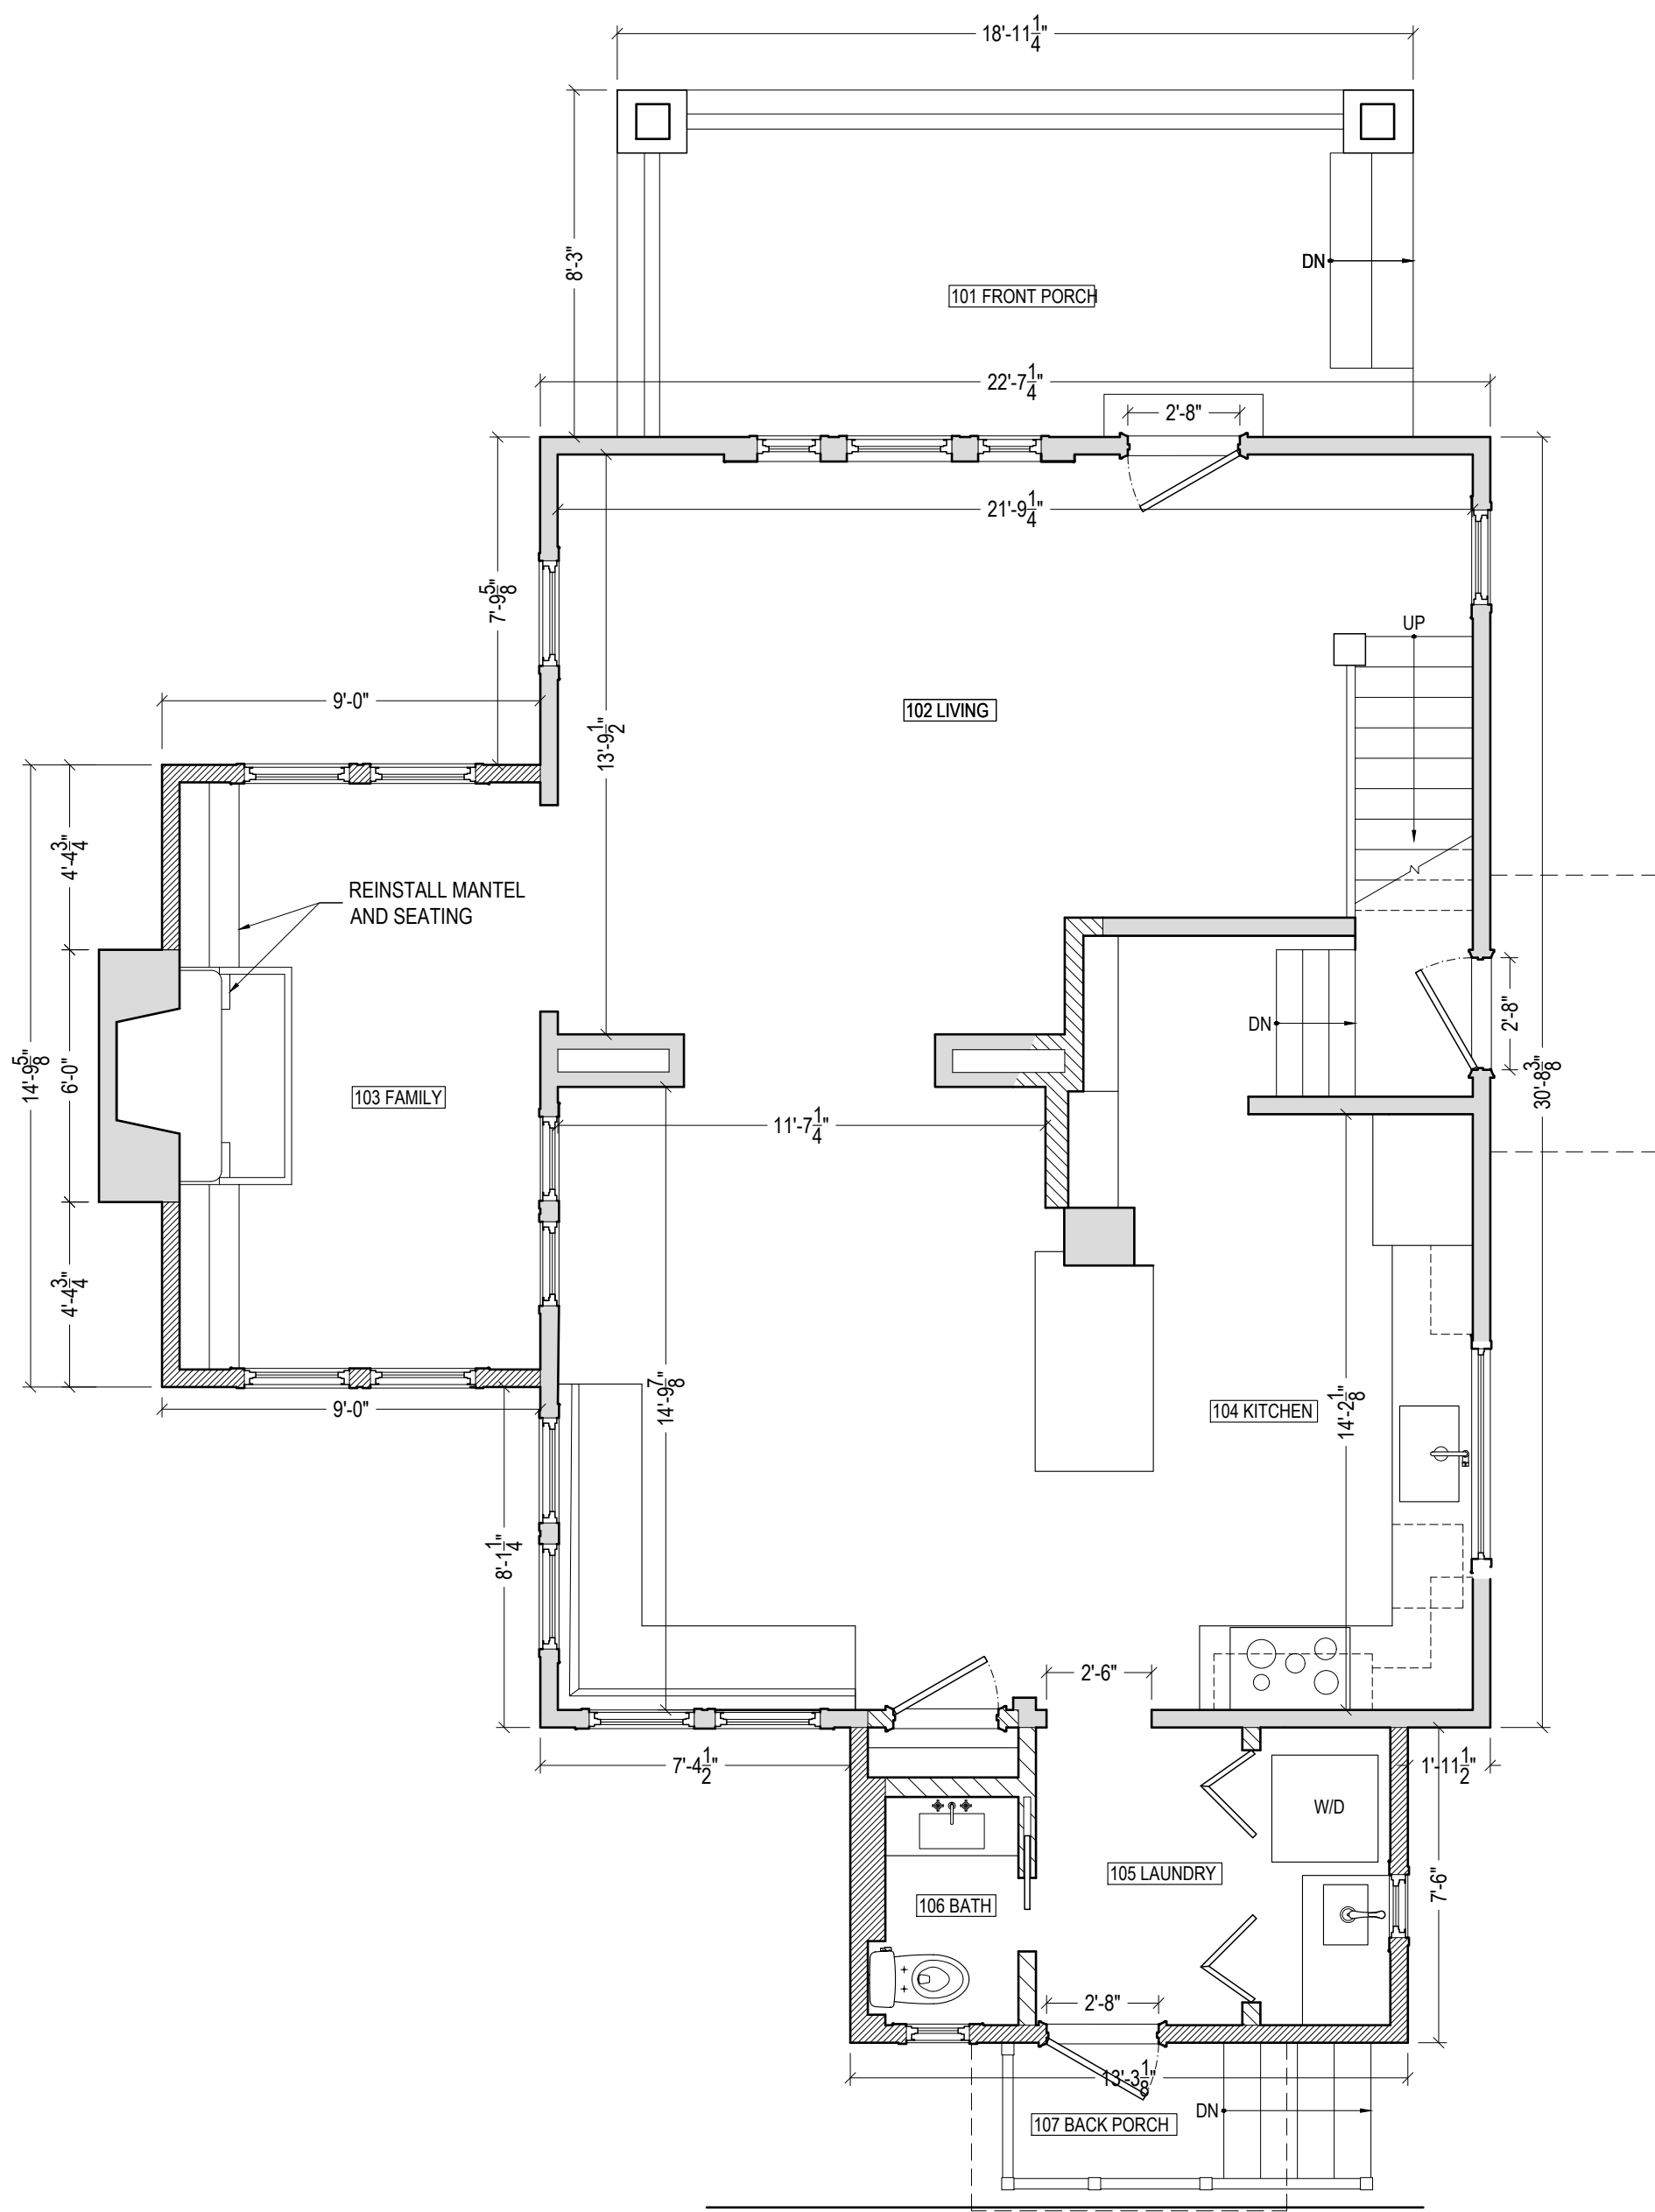 18'-11 1/4"
8'-3"
DN
101 FRONT PORCH
22'-7 1/4"
2'-8"
21'-9 1/4"
7'-9 5/8"
UP
9'-0"
102 LIVING
13'-9 1/2"
4'-4 3/4"
REINSTALL MANTEL
AND SEATING
DN
2'-8"
14'-9 5/8"
6'-0"
30'-8 3/8"
103 FAMILY
11'-7 1/4"
4'-4 3/4"
9'-0"
14'-9 7/8"
14'-2 1/8"
104 KITCHEN
8'-1 1/4"
2'-6"
7'-4 1/2"
1'-11 1/2"
W/D
105 LAUNDRY
7'-6"
106 BATH
2'-8"
13'-3 1/8"
DN
107 BACK PORCH